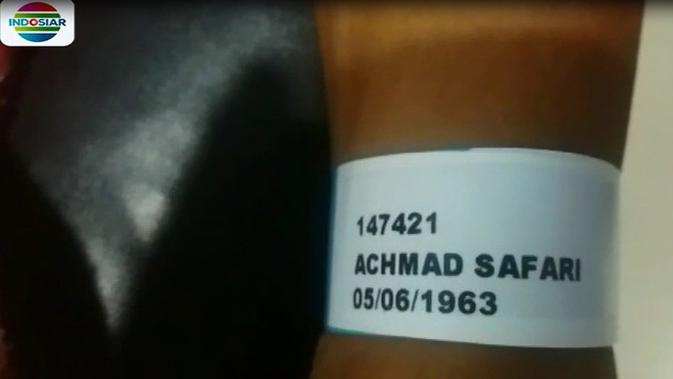 INDOSIAR
147421
ACHMAD SAFARI
05/06/1963